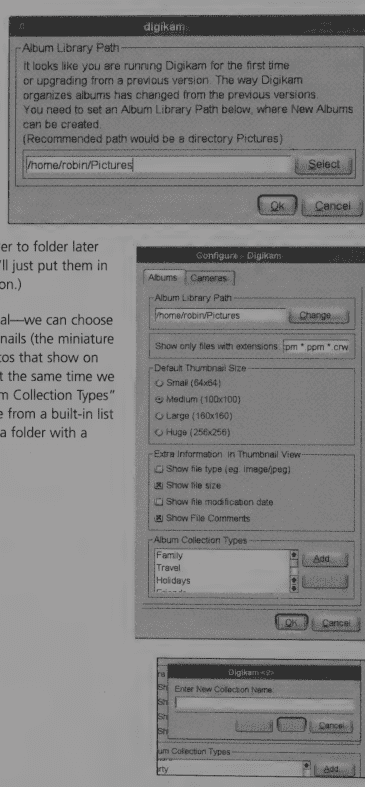 digikam
Album Library Path
It looks like you are running Digikam for the first time
or upgrading from a previous version. The way Digikam
organizes albums has changed from the previous versions.
You need to set an Album Library Path below, where New Albums
can be created.
(Recommended path would be a directory Pictures)
/home/robin/Pictures
Select
Ok Cancel
er to folder later
'll just put them in
on.)
al—we can choose
nails (the miniature
tos that show on
t the same time we
m Collection Types"
e from a built-in list
a folder with a
Configure - Digikam
Albums Cameras
Album Library Path
/home/robin/Pictures Change...
Show only files with extensions: pm *.ppm *.crw
Default Thumbnail Size
Small (64x64)
Medium (100x100)
Large (160x160)
Huge (256x256)
Extra Information in Thumbnail View
Show file type (eg. image/jpeg)
Show file size
Show file modification date
Show File Comments
Album Collection Types
Family
Travel
Holidays
Add...
OK Cancel
Digikam <2>
Enter New Collection Name:
Cancel
um Collection Types
rty
Add...